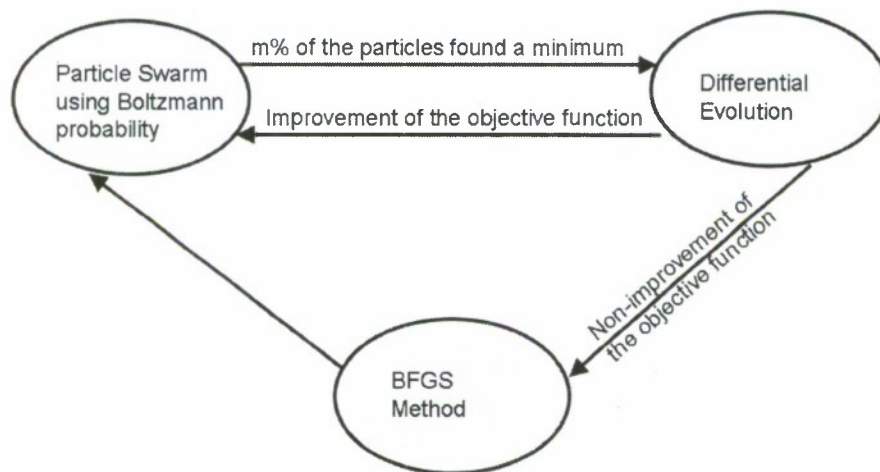 m% of the particles found a minimum
Particle Swarm
using Boltzmann
probability
Differential
Evolution
Improvement of the objective function
Non-improvement of
the objective function
BFGS
Method